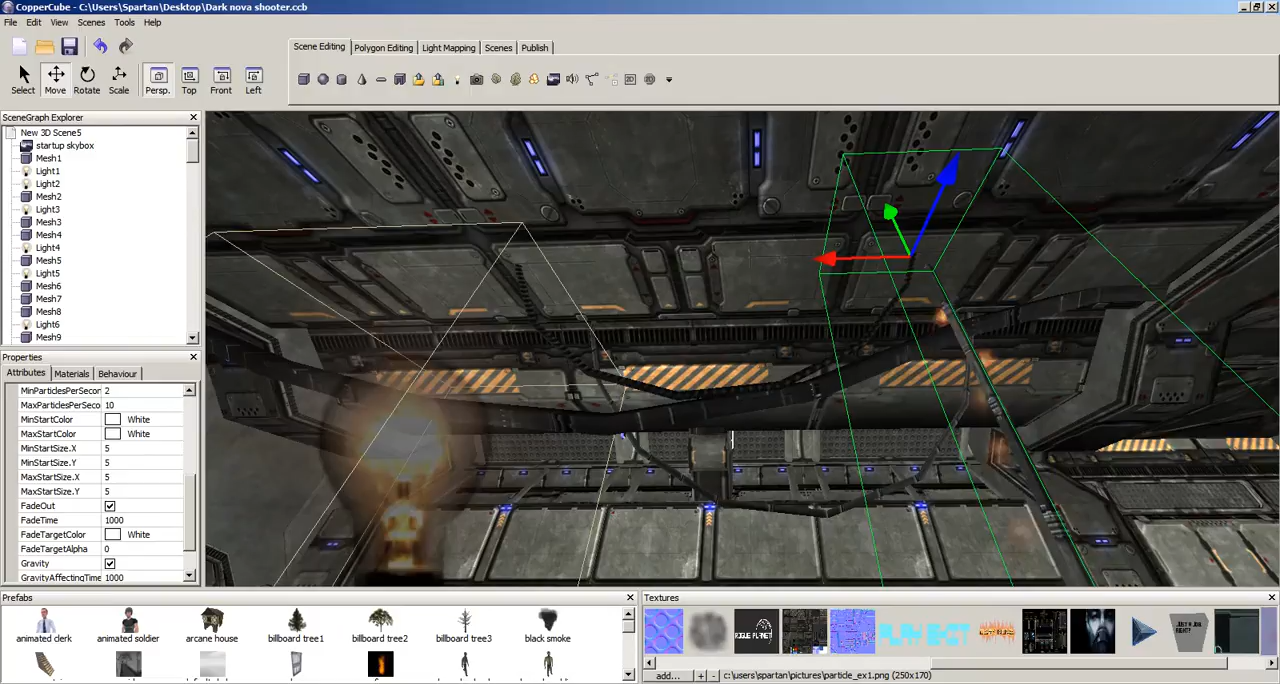 CopperCube - C:\Users\Spartan\Desktop\Dark nova shooter.ccb
File Edit View Scenes Tools Help
Scene Editing Polygon Editing Light Mapping Scenes Publish
Select Move Rotate Scale Persp. Top Front Left
SceneGraph Explorer
New 3D Scene5
startup skybox
Mesh1
Light1
Light2
Mesh2
Light3
Mesh3
Mesh4
Light4
Mesh5
Light5
Mesh6
Mesh7
Mesh8
Light6
Mesh9
Properties
Attributes Materials Behaviour
MinParticlesPerSecon 2
MaxParticlesPerSeco 10
MinStartColor White
MaxStartColor White
MinStartSize.X 5
MinStartSize.Y 5
MaxStartSize.X 5
MaxStartSize.Y 5
FadeOut
FadeTime 1000
FadeTargetColor White
FadeTargetAlpha 0
Gravity
GravityAffectingTime 1000
Prefabs
animated clerk animated soldier arcane house billboard tree1 billboard tree2 billboard tree3 black smoke
Textures
ROGUE PLANET
add... + - c:\users\spartan\pictures\particle_ex1.png (250x170)